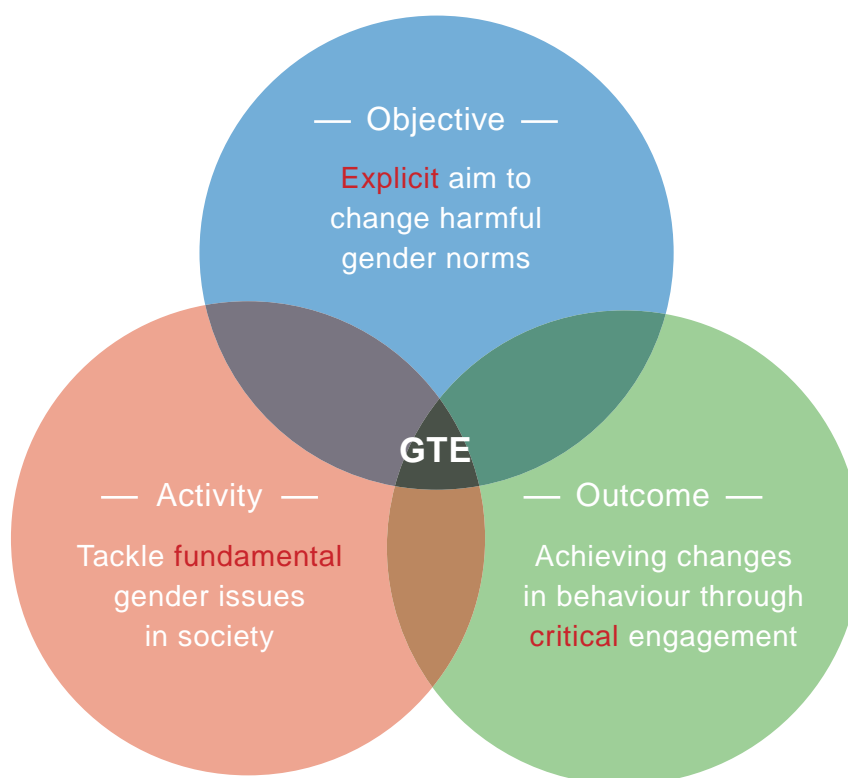 — Objective —
Explicit aim to
change harmful
gender norms
GTE
— Activity —
Tackle fundamental
gender issues
in society
— Outcome —
Achieving changes
in behaviour through
critical engagement